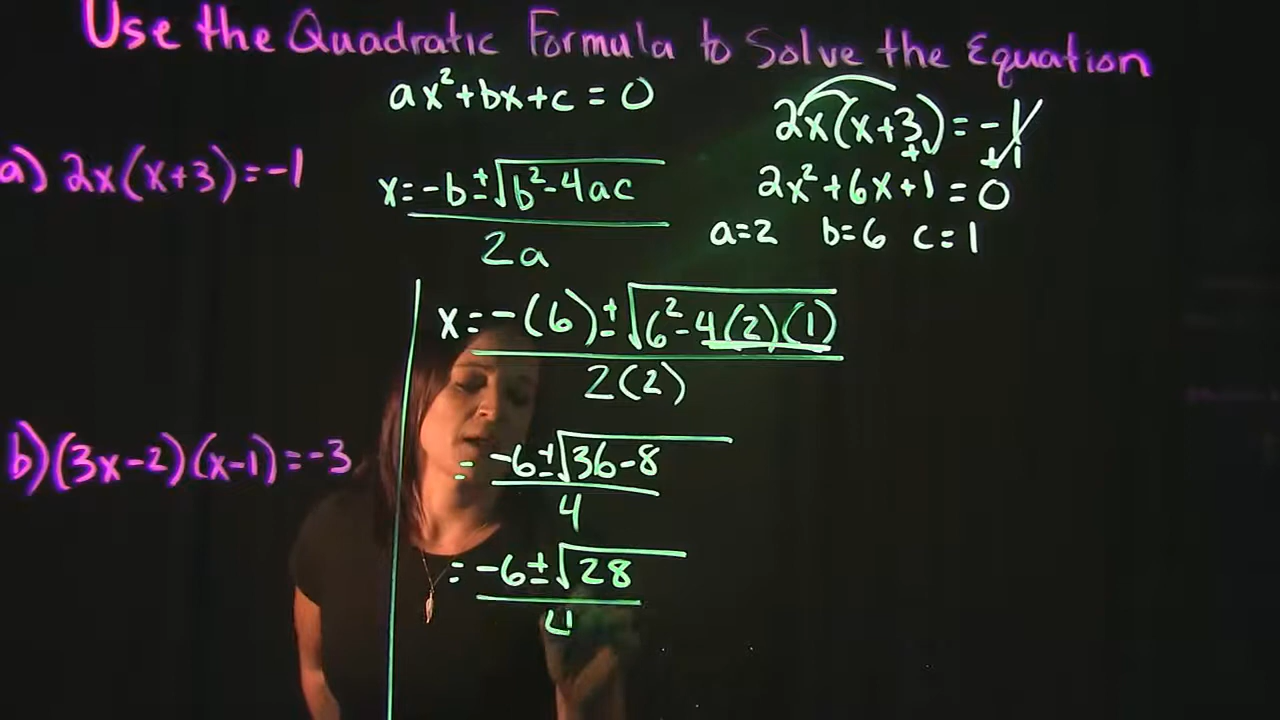 Use the Quadratic Formula to Solve the Equation
ax²+bx+c=0
a) 2x(x+3)=-1
x=-b±√b²-4ac
2a
2x(x+3)=-1
+1 +1
2x²+6x+1=0
a=2 b=6 c=1
x=-(6)±√6²-4(2)(1)
2(2)
b)(3x-2)(x-1)=-3
=-6±√36-8
4
=-6±√28
4